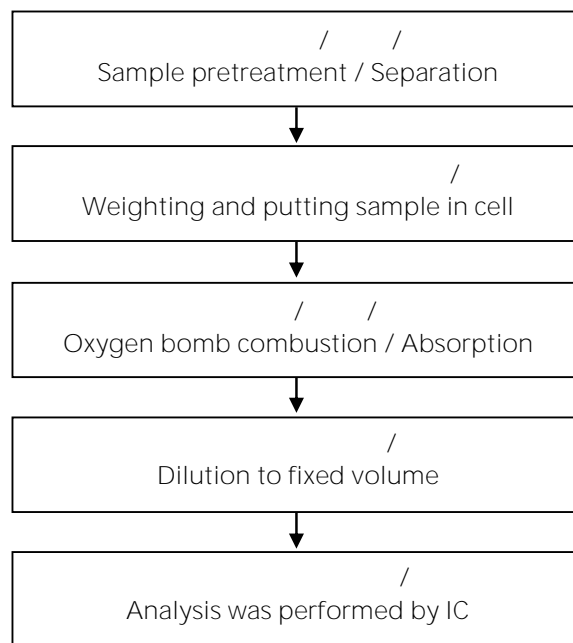 / /
Sample pretreatment / Separation
/
Weighting and putting sample in cell
/ /
Oxygen bomb combustion / Absorption
/
Dilution to fixed volume
/
Analysis was performed by IC